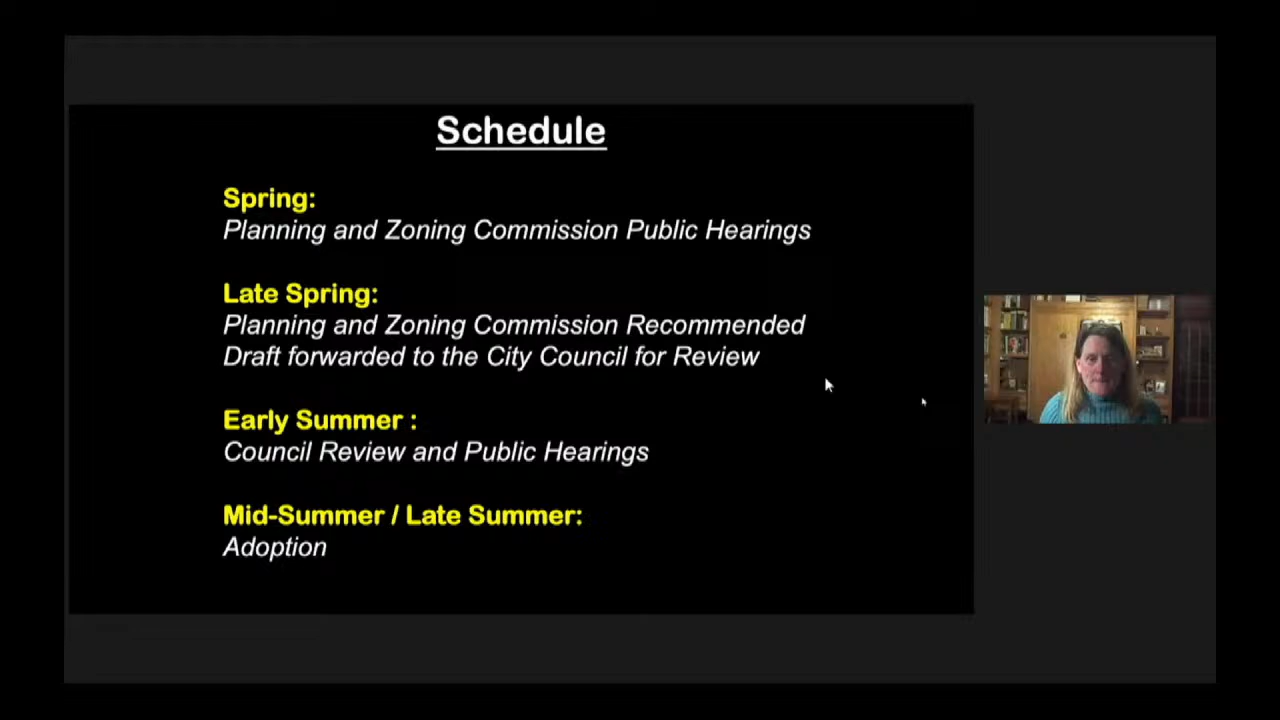 Schedule
Spring:
Planning and Zoning Commission Public Hearings
Late Spring:
Planning and Zoning Commission Recommended
Draft forwarded to the City Council for Review
Early Summer :
Council Review and Public Hearings
Mid-Summer / Late Summer:
Adoption